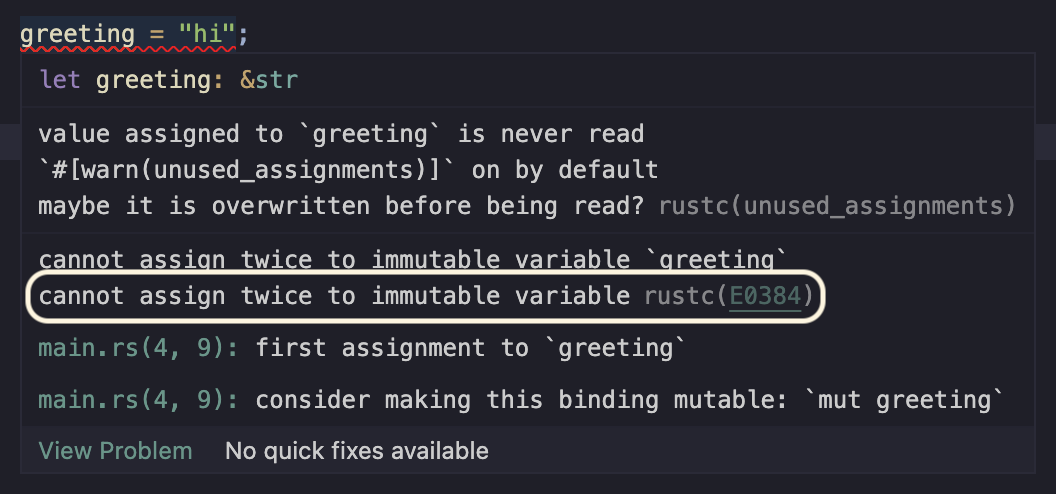 greeting = "hi";
let greeting: &str
value assigned to `greeting` is never read
`#[warn(unused_assignments)]` on by default
maybe it is overwritten before being read? rustc(unused_assignments)
cannot assign twice to immutable variable `greeting`
cannot assign twice to immutable variable rustc(E0384)
main.rs(4, 9): first assignment to `greeting`
main.rs(4, 9): consider making this binding mutable: `mut greeting`
View Problem No quick fixes available